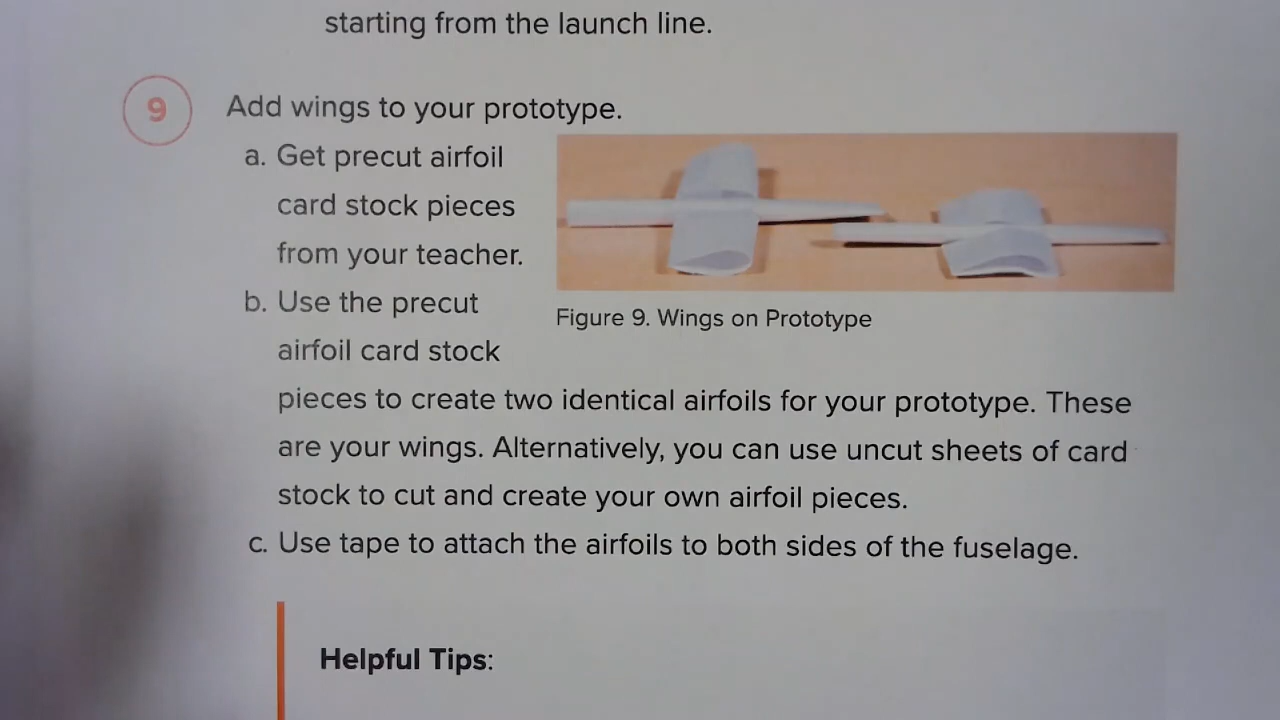 starting from the launch line.
9 Add wings to your prototype.
a. Get precut airfoil
card stock pieces
from your teacher.
b. Use the precut
airfoil card stock
Figure 9. Wings on Prototype
pieces to create two identical airfoils for your prototype. These
are your wings. Alternatively, you can use uncut sheets of card
stock to cut and create your own airfoil pieces.
c. Use tape to attach the airfoils to both sides of the fuselage.
Helpful Tips: